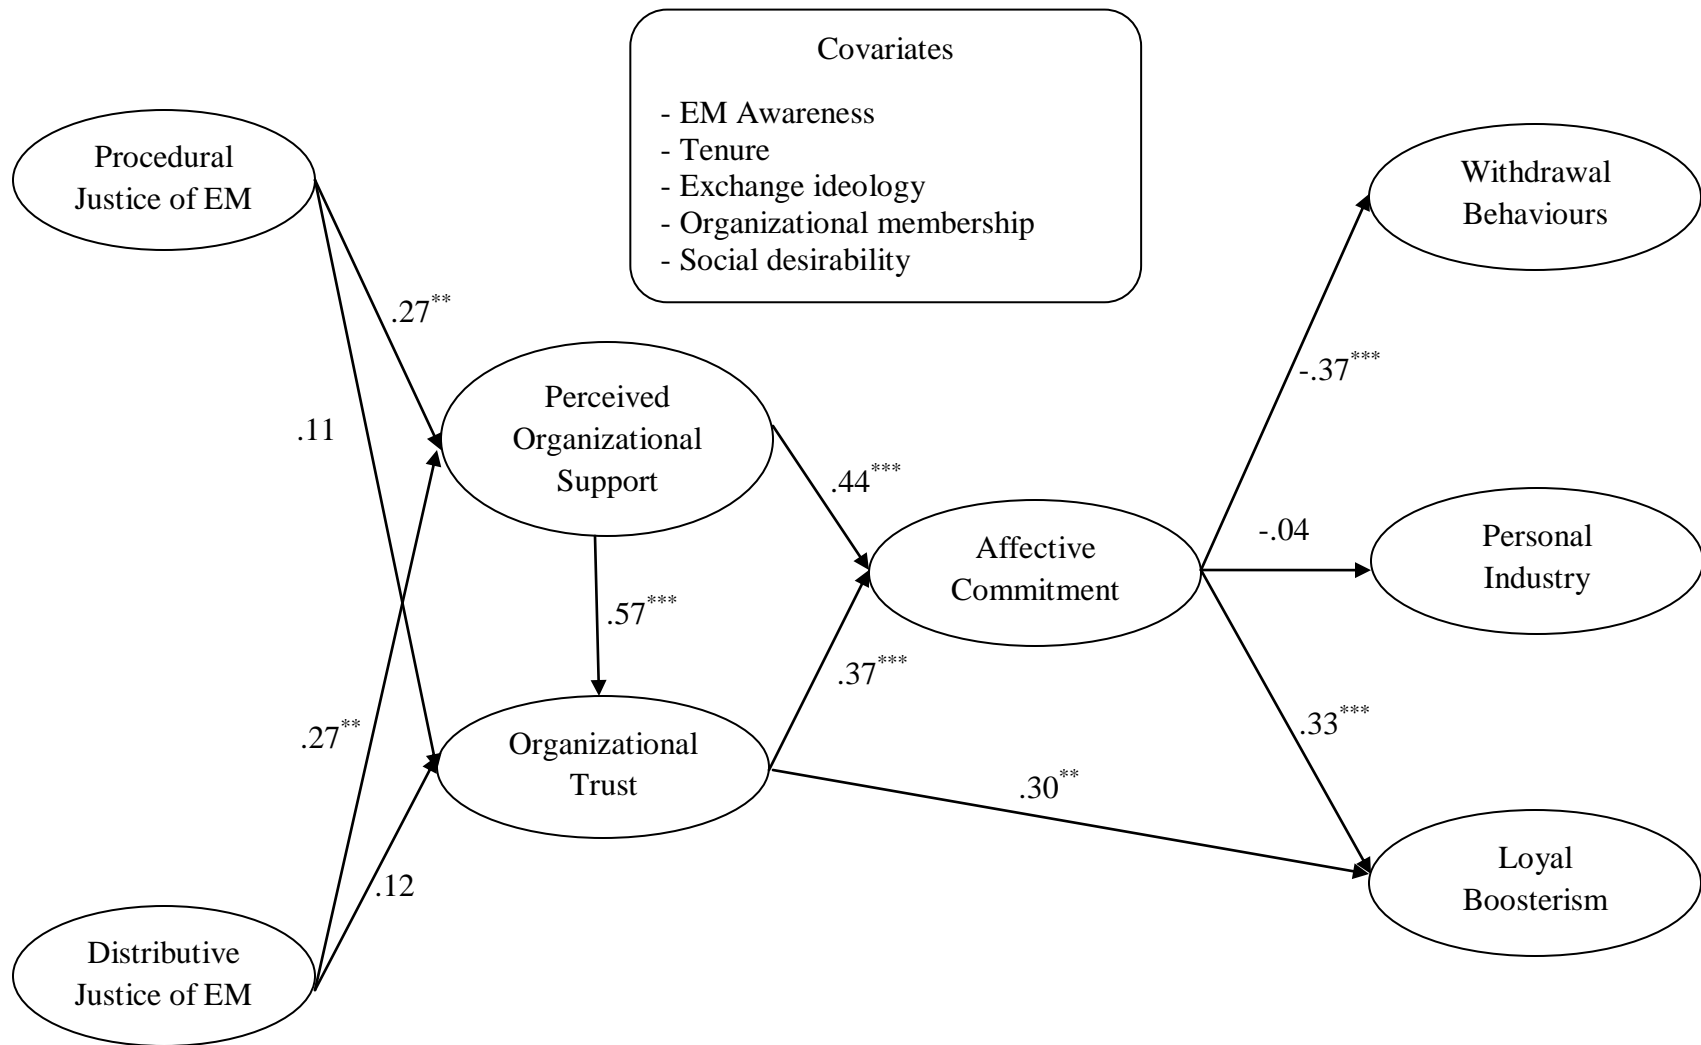 Covariates
- EM Awareness
- Tenure
- Exchange ideology
- Organizational membership
- Social desirability
Procedural
Justice of EM
Withdrawal
Behaviours
.27**
-.37***
Perceived
Organizational
Support
.11
.44***
Affective
Commitment
-.04
Personal
Industry
.57***
.37***
.27**
Organizational
Trust
.33***
.30**
.12
Loyal
Boosterism
Distributive
Justice of EM